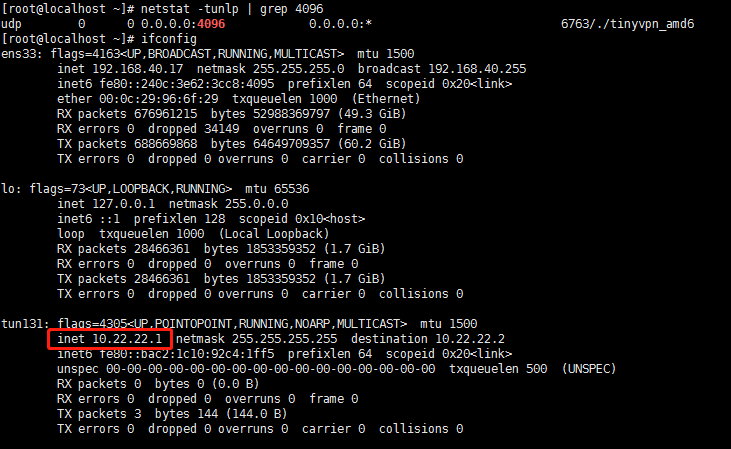 [root@localhost ~]# netstat -tunlp | grep 4096
udp        0      0 0.0.0.0:4096            0.0.0.0:*                           6763/./tinyvpn_amd6
[root@localhost ~]# ifconfig
ens33: flags=4163<UP,BROADCAST,RUNNING,MULTICAST>  mtu 1500
        inet 192.168.40.17  netmask 255.255.255.0  broadcast 192.168.40.255
        inet6 fe80::240c:3e62:3cc8:4095  prefixlen 64  scopeid 0x20<link>
        ether 00:0c:29:96:6f:29  txqueuelen 1000  (Ethernet)
        RX packets 676961215  bytes 52988369797 (49.3 GiB)
        RX errors 0  dropped 34149  overruns 0  frame 0
        TX packets 688669868  bytes 64649709357 (60.2 GiB)
        TX errors 0  dropped 0 overruns 0  carrier 0  collisions 0

lo: flags=73<UP,LOOPBACK,RUNNING>  mtu 65536
        inet 127.0.0.1  netmask 255.0.0.0
        inet6 ::1  prefixlen 128  scopeid 0x10<host>
        loop  txqueuelen 1000  (Local Loopback)
        RX packets 28466361  bytes 1853359352 (1.7 GiB)
        RX errors 0  dropped 0  overruns 0  frame 0
        TX packets 28466361  bytes 1853359352 (1.7 GiB)
        TX errors 0  dropped 0 overruns 0  carrier 0  collisions 0

tun131: flags=4305<UP,POINTOPOINT,RUNNING,NOARP,MULTICAST>  mtu 1500
        inet 10.22.22.1  netmask 255.255.255.255  destination 10.22.22.2
        inet6 fe80::bac2:1c10:92c4:1ff5  prefixlen 64  scopeid 0x20<link>
        unspec 00-00-00-00-00-00-00-00-00-00-00-00-00-00-00-00  txqueuelen 500  (UNSPEC)
        RX packets 0  bytes 0 (0.0 B)
        RX errors 0  dropped 0  overruns 0  frame 0
        TX packets 3  bytes 144 (144.0 B)
        TX errors 0  dropped 0 overruns 0  carrier 0  collisions 0